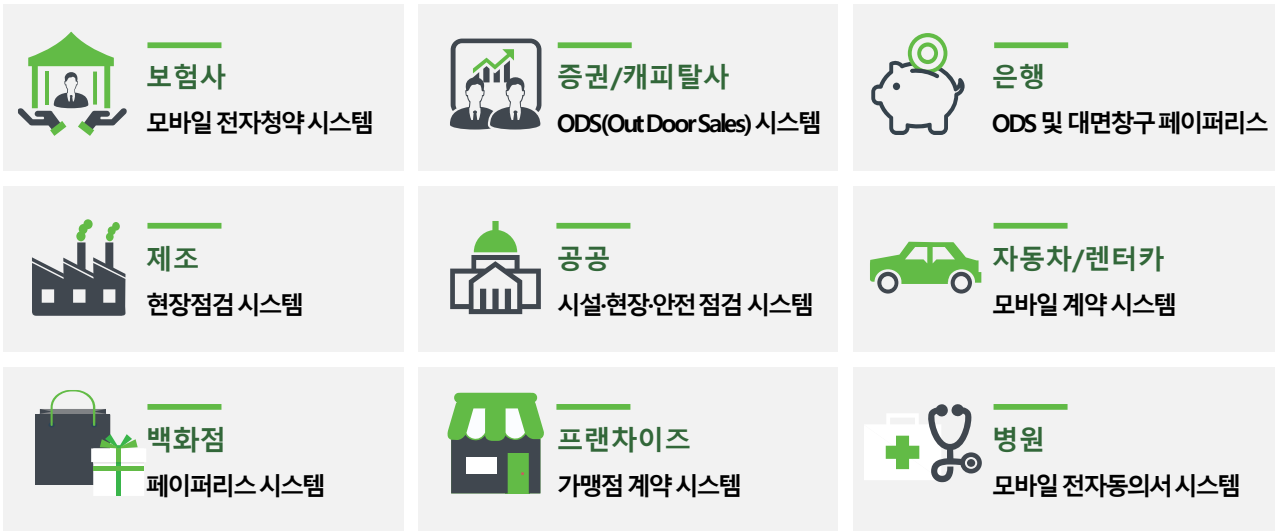 보험사
모바일 전자청약 시스템
증권/캐피탈사
ODS(Out Door Sales) 시스템
은행
ODS 및 대면창구 페이퍼리스
제조
현장점검 시스템
공공
시설·현장·안전 점검 시스템
자동차/렌터카
모바일 계약 시스템
백화점
페이퍼리스 시스템
프랜차이즈
가맹점 계약 시스템
병원
모바일 전자동의서 시스템